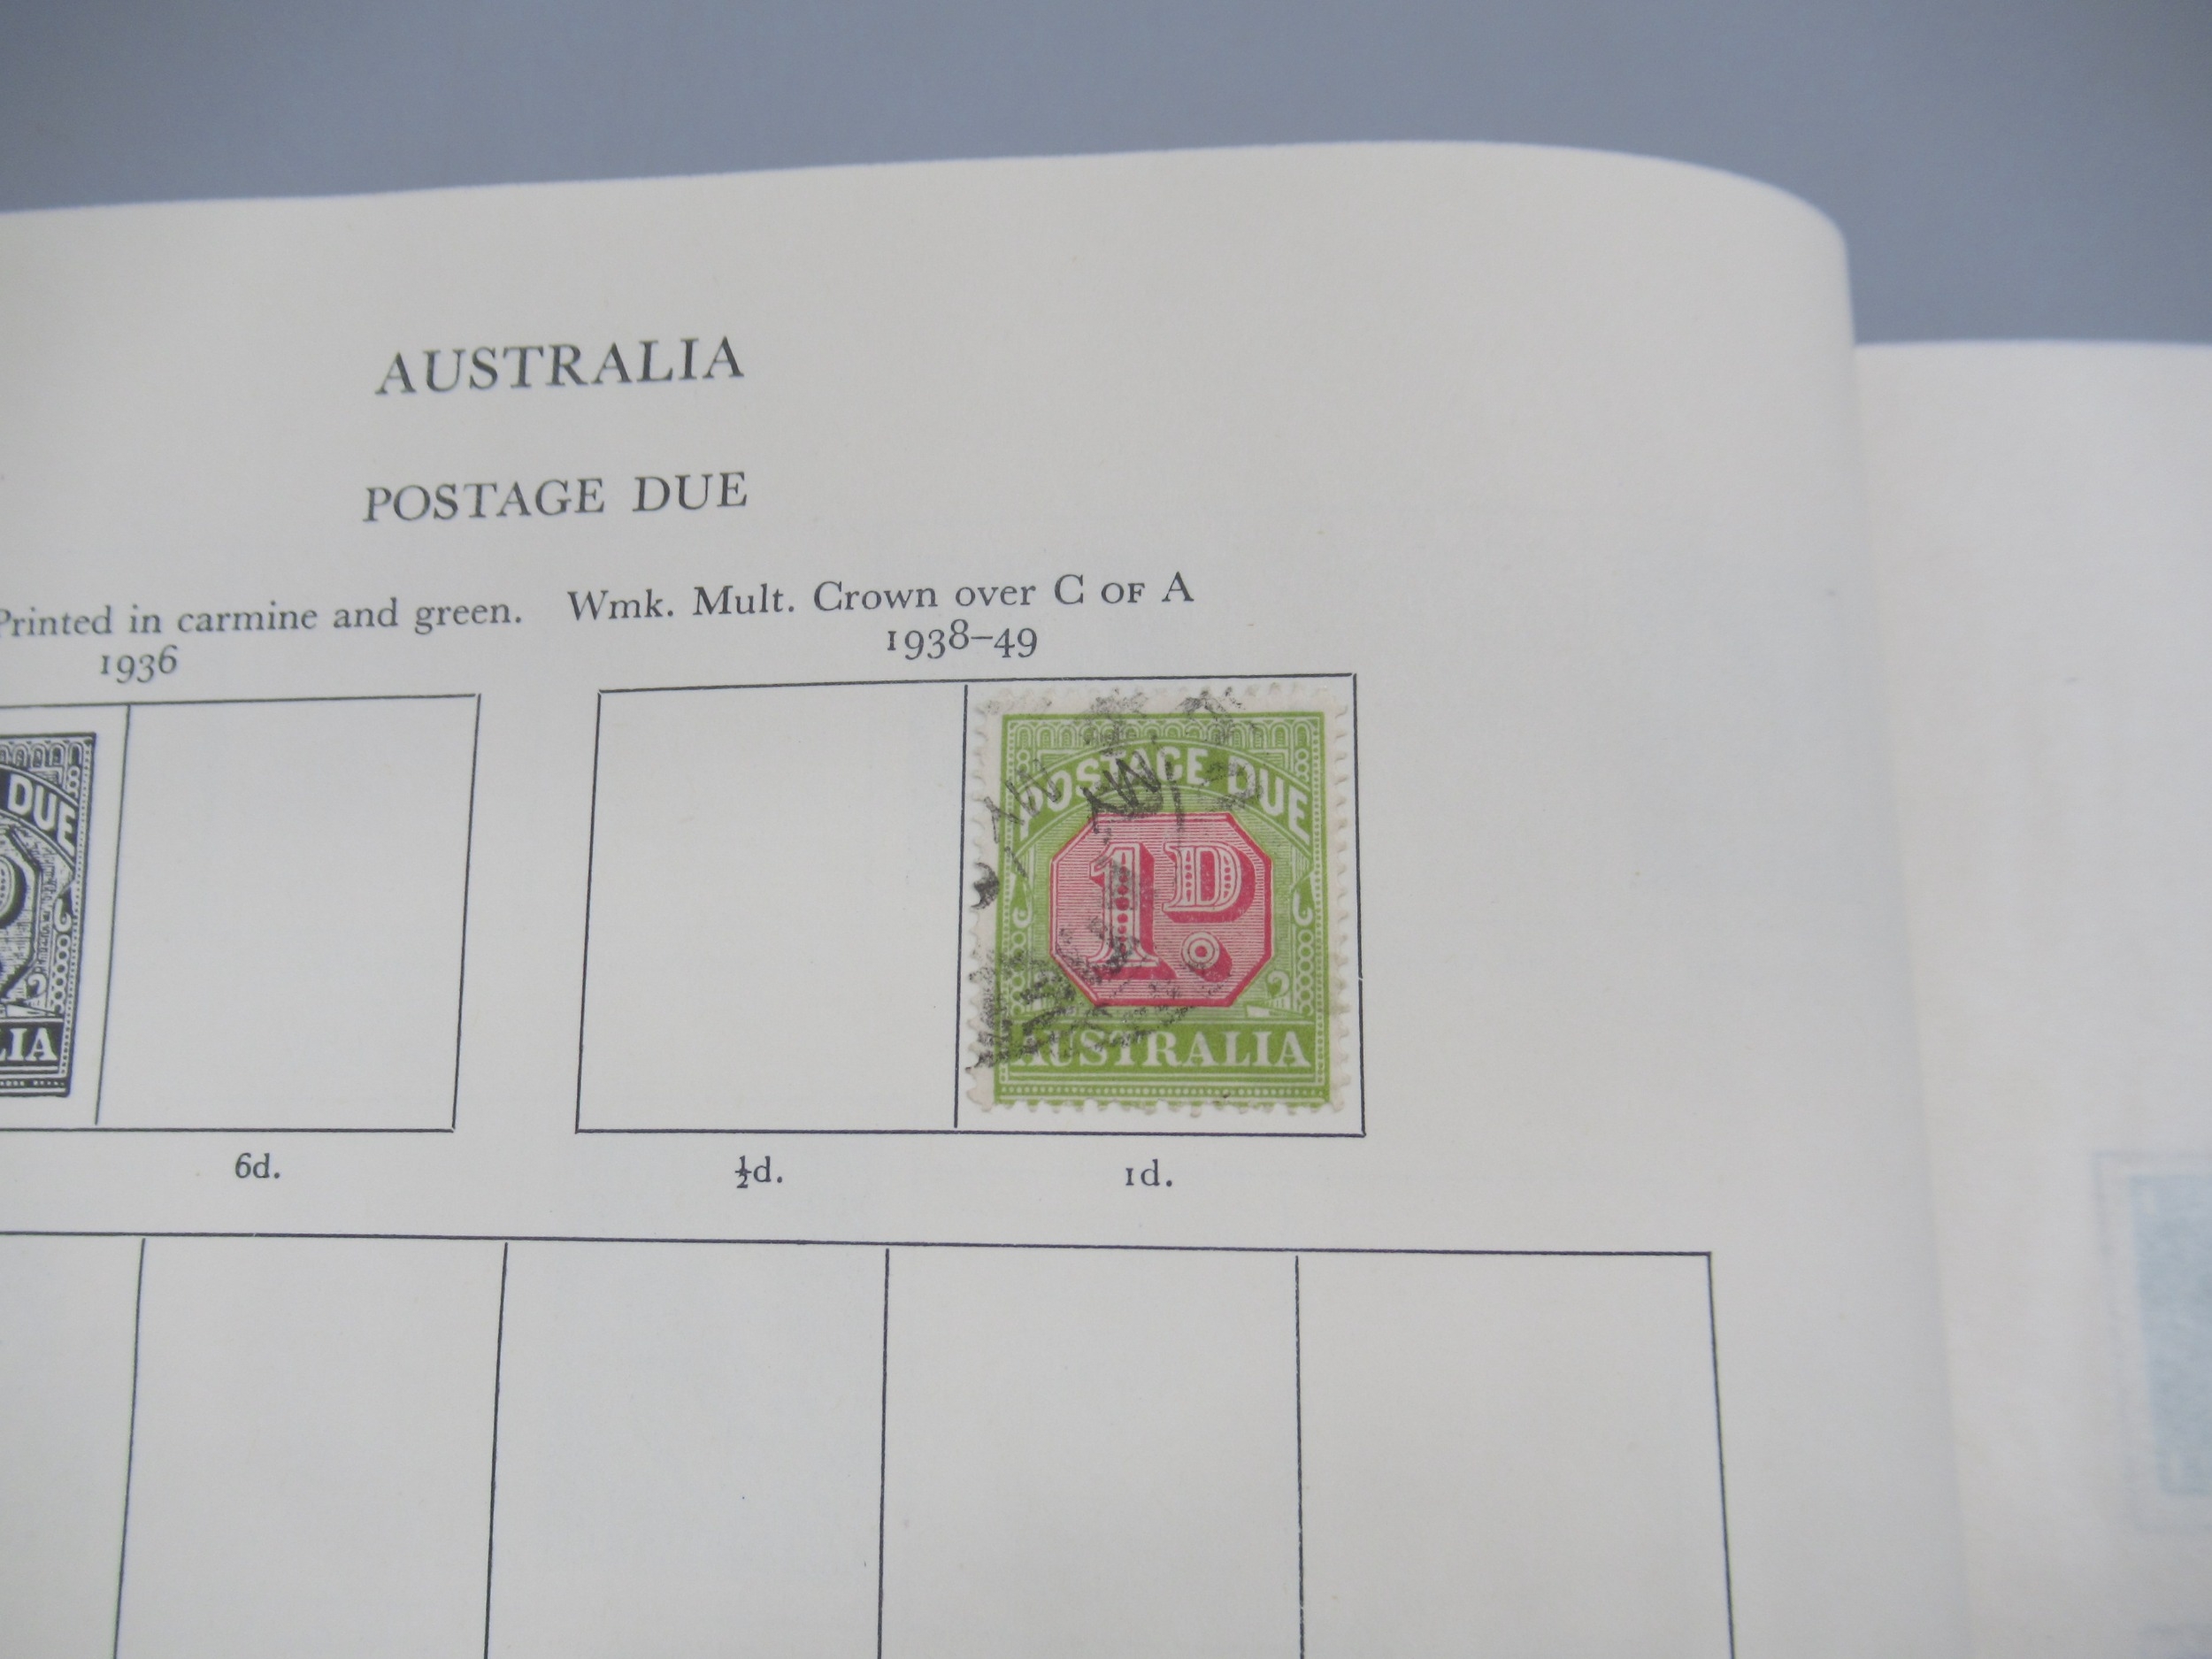 AUSTRALIA
POSTAGE DUE
Printed in carmine and green. Wmk. Mult. Crown over C OF A
1936
1938–49
DUE
LIA
POSTAGE DUE
1D.
AUSTRALIA
6d.
½d.
1d.